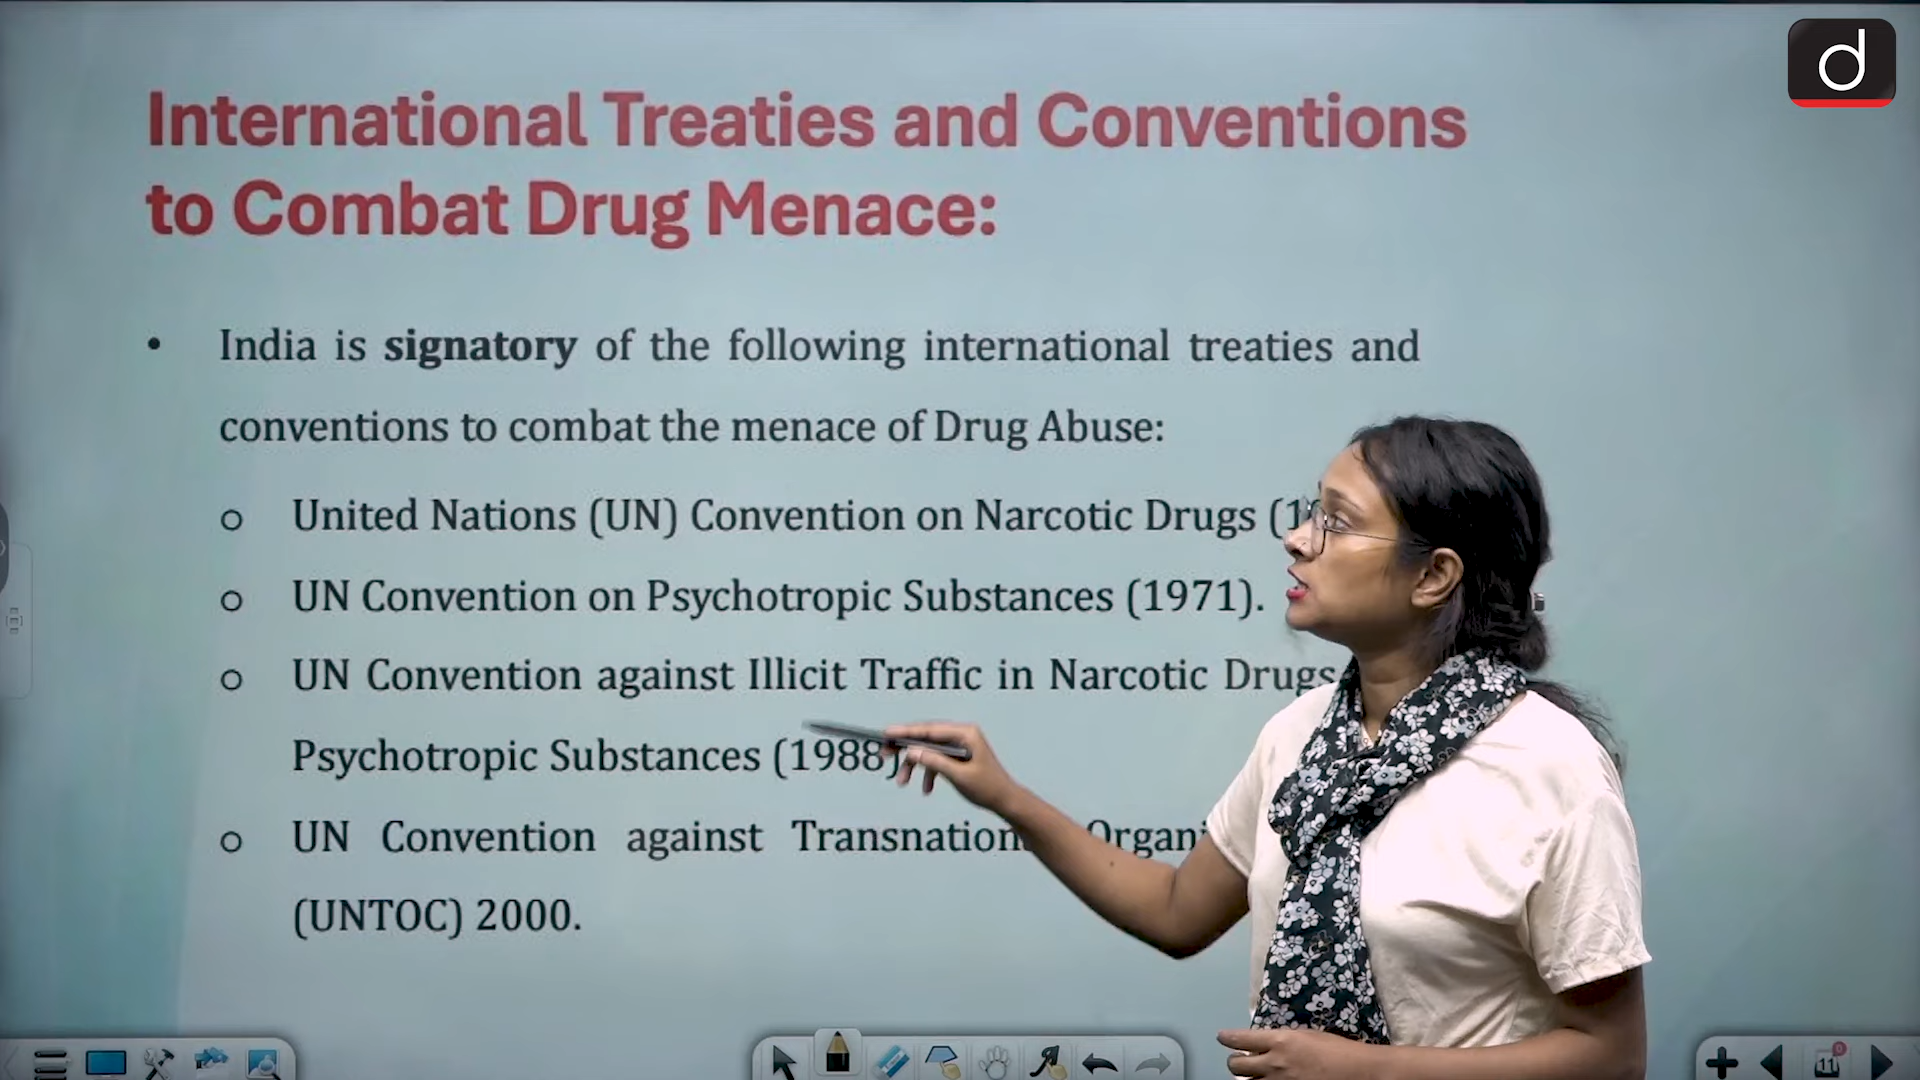 d
International Treaties and Conventions
to Combat Drug Menace:
• India is signatory of the following international treaties and
conventions to combat the menace of Drug Abuse:
o United Nations (UN) Convention on Narcotic Drugs (1
o UN Convention on Psychotropic Substances (1971).
o UN Convention against Illicit Traffic in Narcotic Drugs
Psychotropic Substances (1988)
o UN Convention against
(UNTOC) 2000.
11